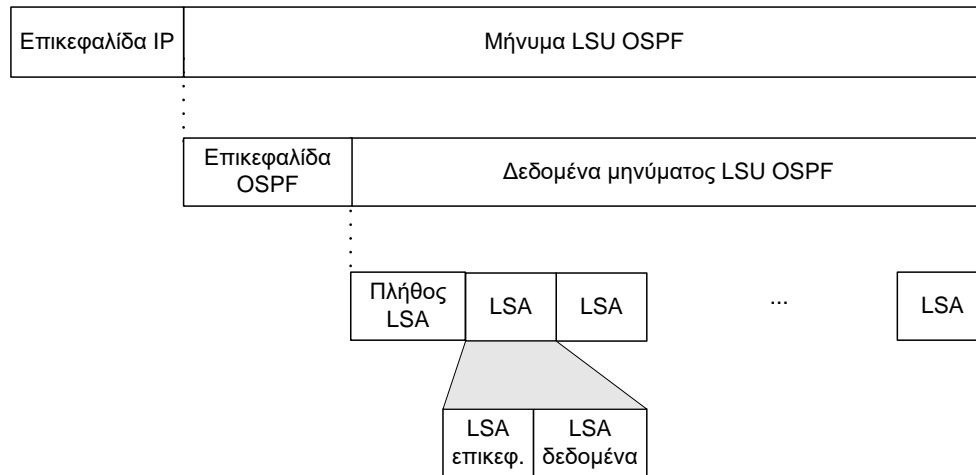 Επικεφαλίδα IP
Μήνυμα LSU OSPF
Επικεφαλίδα
OSPF
Δεδομένα μηνύματος LSU OSPF
Πλήθος
LSA
LSA
LSA
...
LSA
LSA
επικεφ.
LSA
δεδομένα